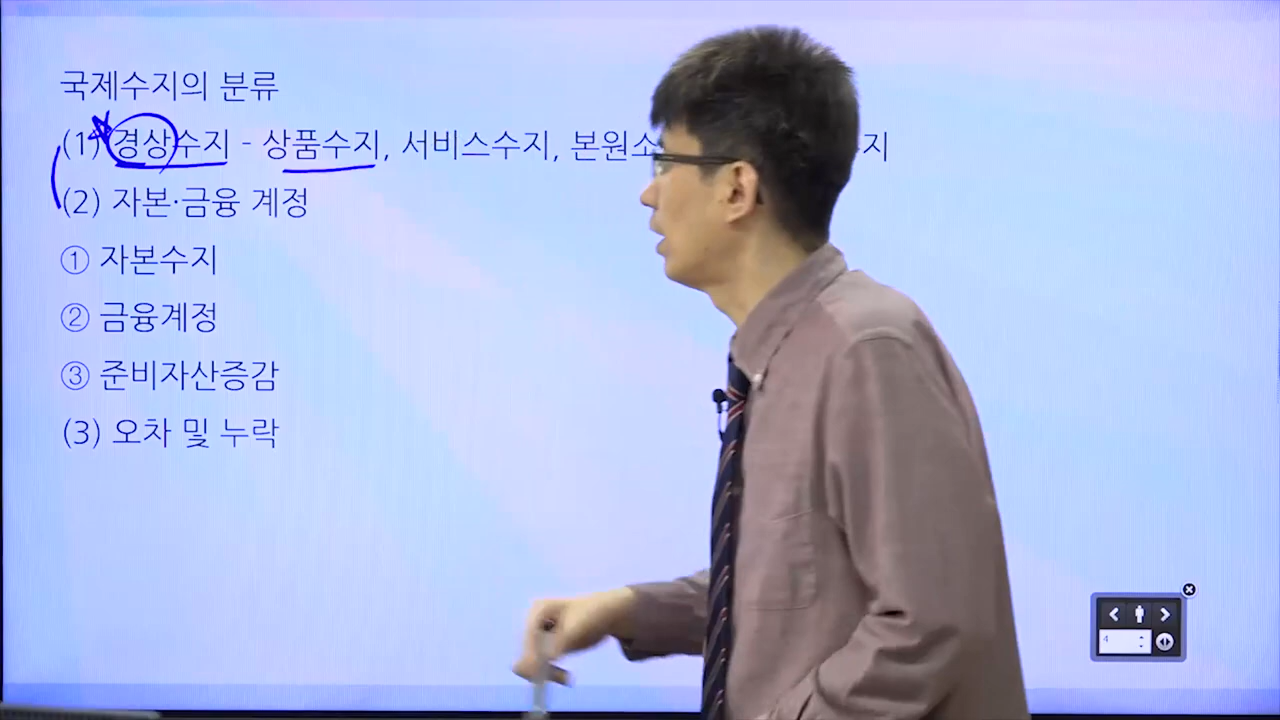 국제수지의 분류
(1) 경상수지 - 상품수지, 서비스수지, 본원소 지
(2) 자본·금융 계정
① 자본수지
② 금융계정
③ 준비자산증감
(3) 오차 및 누락
4